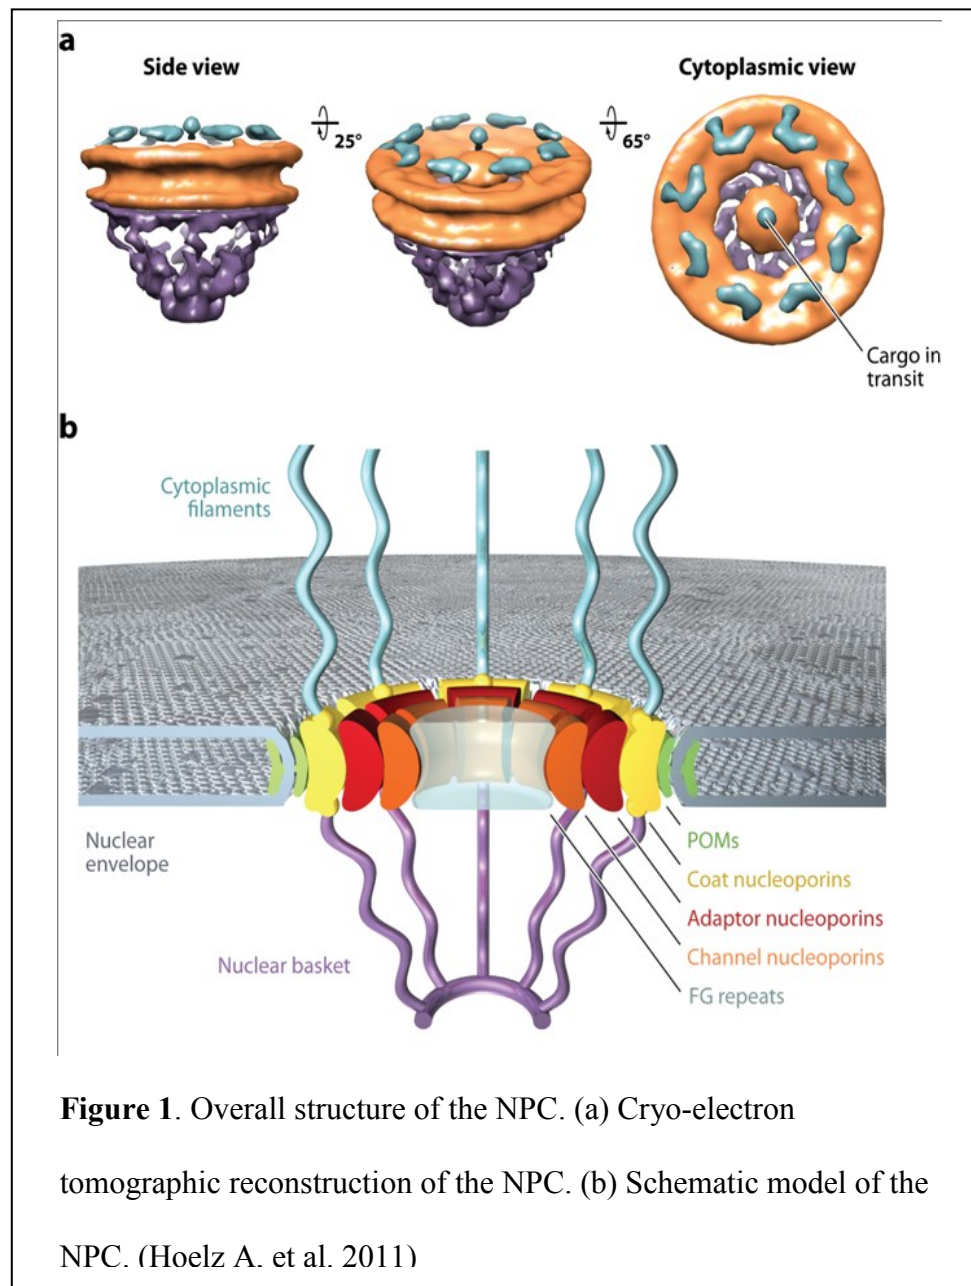 a
Side view
Cytoplasmic view
25°
65°
Cargo in
transit
b
Cytoplasmic
filaments
Nuclear
envelope
POMs
Coat nucleoporins
Adaptor nucleoporins
Nuclear basket
Channel nucleoporins
FG repeats
Figure 1. Overall structure of the NPC. (a) Cryo-electron
tomographic reconstruction of the NPC. (b) Schematic model of the
NPC. (Hoelz A, et al. 2011)